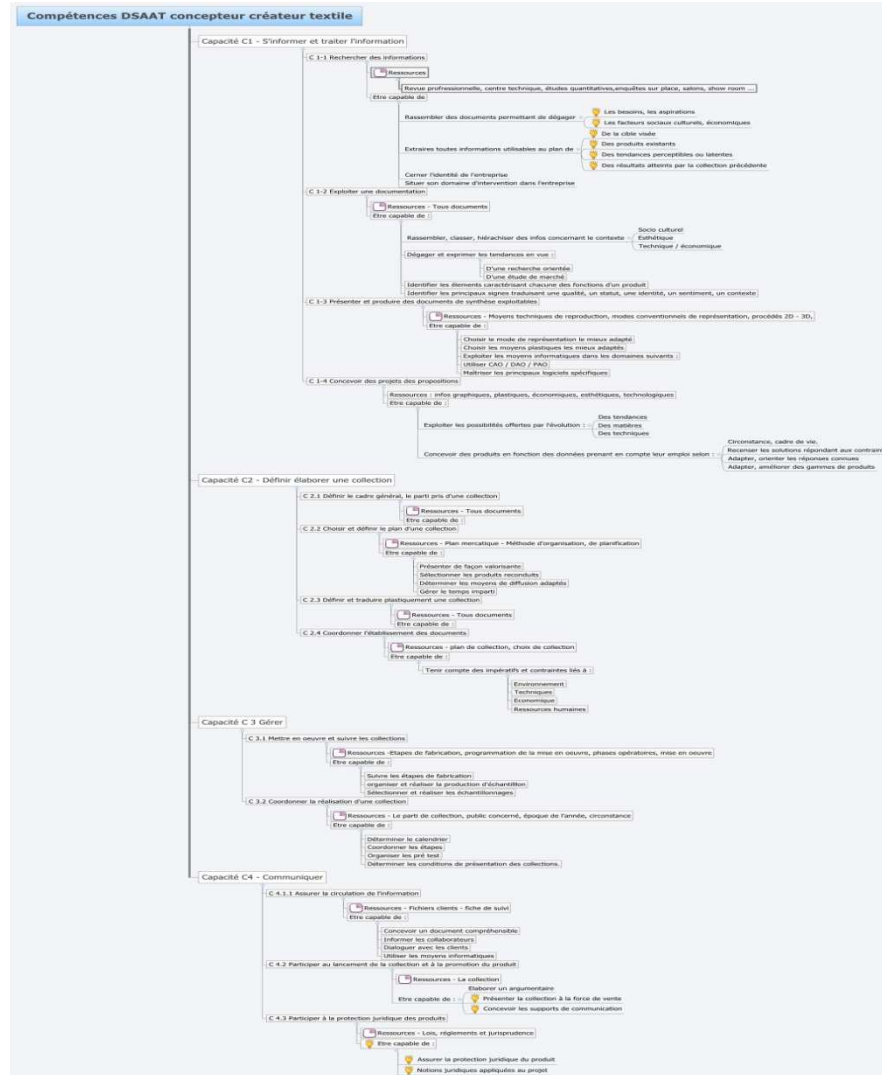 Compétences DSAAT concepteur créateur textile
Capacité C1 - S'informer et traiter l'information
C 1-1 Rechercher des informations
Ressources
Revue profressionnelle, centre technique, études quantitatives,enquêtes sur place, salons, show room ...
Etre capable de
Rassembler des documents permettant de dégager
Les besoins, les aspirations
Les facteurs sociaux culturels, économiques
Extraires toutes informations utilisables au plan de
De la cible visée
Des produits existants
Des tendances perceptibles ou latentes
Des résultats atteints par la collection précédente
Cerner l'identité de l'entreprise
Situer son domaine d'intervention dans l'entreprise
C 1-2 Exploiter une documentation
Ressources - Tous documents
Etre capable de :
Rassembler, classer, hiérachiser des infos concernant le contexte
Socio culturel
Esthétique
Technique / économique
Dégager et exprimer les tendances en vue :
D'une recherche orientée
D'une étude de marché
Identifier les élements caractérisant chacune des fonctions d'un produit
Identifier les principaux signes traduisant une qualité, un statut, une identité, un sentiment, un contexte
C 1-3 Présenter et produire des documents de synthèse exploitables
Ressources - Moyens techniques de reproduction, modes conventionnels de représentation, procédés 2D - 3D,
Etre capable de :
Choisir le mode de représentation le mieux adapté
Choisir les moyens plastiques les mieux adaptés
Exploiter les moyens informatiques dans les domaines suivants :
Utiliser CAO / DAO / PAO
Maîtriser les principaux logiciels spécifiques
C 1-4 Concevoir des projets des propositions
Ressources : infos graphiques, plastiques, économiques, esthétiques, technologiques
Etre capable de :
Exploiter les possibilités offertes par l'évolution :
Des tendances
Des matières
Des techniques
Concevoir des produits en fonction des données prenant en compte leur emploi selon :
Circonstance, cadre de vie.
Recenser les solutions répondant aux contrain
Adapter, orienter les réponses connues
Adapter, améliorer des gammes de produits
Capacité C2 - Définir élaborer une collection
C 2.1 Définir le cadre général, le parti pris d'une collection
Ressources - Tous documents
Etre capable de :
C 2.2 Choisir et définir le plan d'une collection
Ressources - Plan mercatique - Méthode d'organisation, de planification
Etre capable de :
Présenter de façon valorisante
Sélectionner les produits reconduits
Déterminer les moyens de diffusion adaptés
Gérer le temps imparti
C 2.3 Définir et traduire plastiquement une collection
Ressources - Tous documents
Etre capable de :
C 2.4 Coordonner l'établissement des documents
Ressources - plan de collection, choix de collection
Etre capable de :
Tenir compte des impératifs et contraintes liés à :
Environnement
Techniques
Economique
Ressources humaines
Capacité C 3 Gérer
C 3.1 Mettre en oeuvre et suivre les collections
Ressources -Etapes de fabrication, programmation de la mise en oeuvre, phases opératoires, mise en oeuvre
Etre capable de :
Suivre les étapes de fabrication
organiser et réaliser la production d'échantillon
Sélectionner et réaliser les échantillonnages
C 3.2 Coordonner la réalisation d'une collection
Ressources - Le parti de collection, public concerné, époque de l'année, circonstance
Etre capable de :
Déterminer le calendrier
Coordonner les étapes
Organiser les pré test
Déterminer les conditions de présentation des collections.
Capacité C4 - Communiquer
C 4.1.1 Assurer la circulation de l'information
Ressources - Fichiers clients - fiche de suivi
Etre capable de :
Concevoir un document compréhensible
Informer les collaborateurs
Dialoguer avec les clients
Utiliser les moyens informatiques
C 4.2 Participer au lancement de la collection et à la promotion du produit
Ressources - La collection
Etre capable de :
Elaborer un argumentaire
Présenter la collection à la force de vente
Concevoir les supports de communication
C 4.3 Participer à la protection juridique des produits
Ressources - Lois, réglements et jurisprudence
Etre capable de :
Assurer la protection juridique du produit
Notions juridiques appliquées au projet